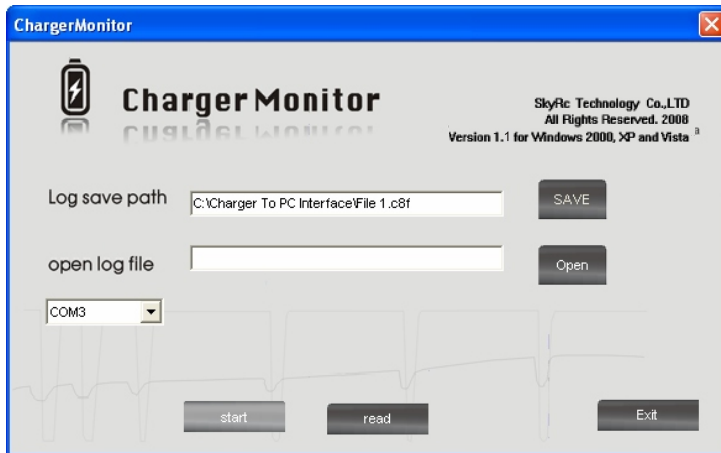 ChargerMonitor
Charger Monitor
SkyRc Technology Co.,LTD
All Rights Reserved. 2008
Version 1.1 for Windows 2000, XP and Vista
Log save path
C:\Charger To PC Interface\File 1.c8f
SAVE
open log file
Open
COM3
start
read
Exit